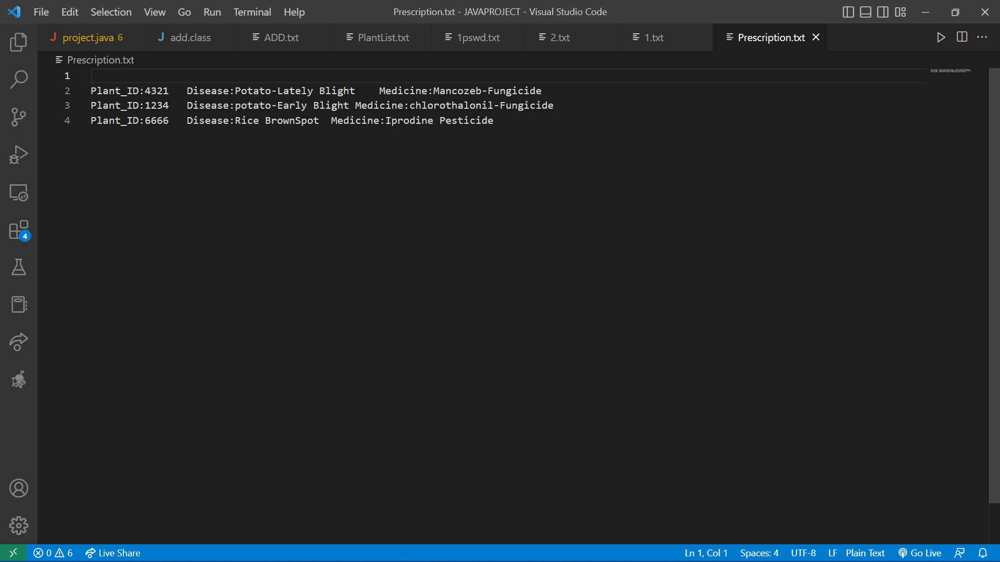 File Edit Selection View Go Run Terminal Help Prescription.txt - JAVAPROJECT - Visual Studio Code
project.java 6 add.class ADD.txt PlantList.txt 1pswd.txt 2.txt 1.txt Prescription.txt
Prescription.txt
1
2 Plant_ID:4321 Disease:Potato-Lately Blight Medicine:Mancozeb-Fungicide
3 Plant_ID:1234 Disease:potato-Early Blight Medicine:chlorothalonil-Fungicide
4 Plant_ID:6666 Disease:Rice BrownSpot Medicine:Iprodine Pesticide
4
0 6 Live Share Ln 1, Col 1 Spaces: 4 UTF-8 LF Plain Text Go Live